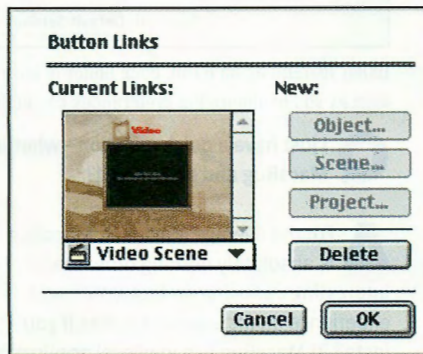 Button Links
Current Links:
New:
Video
Object...
Scene...
Project...
Video Scene
Delete
Cancel
OK